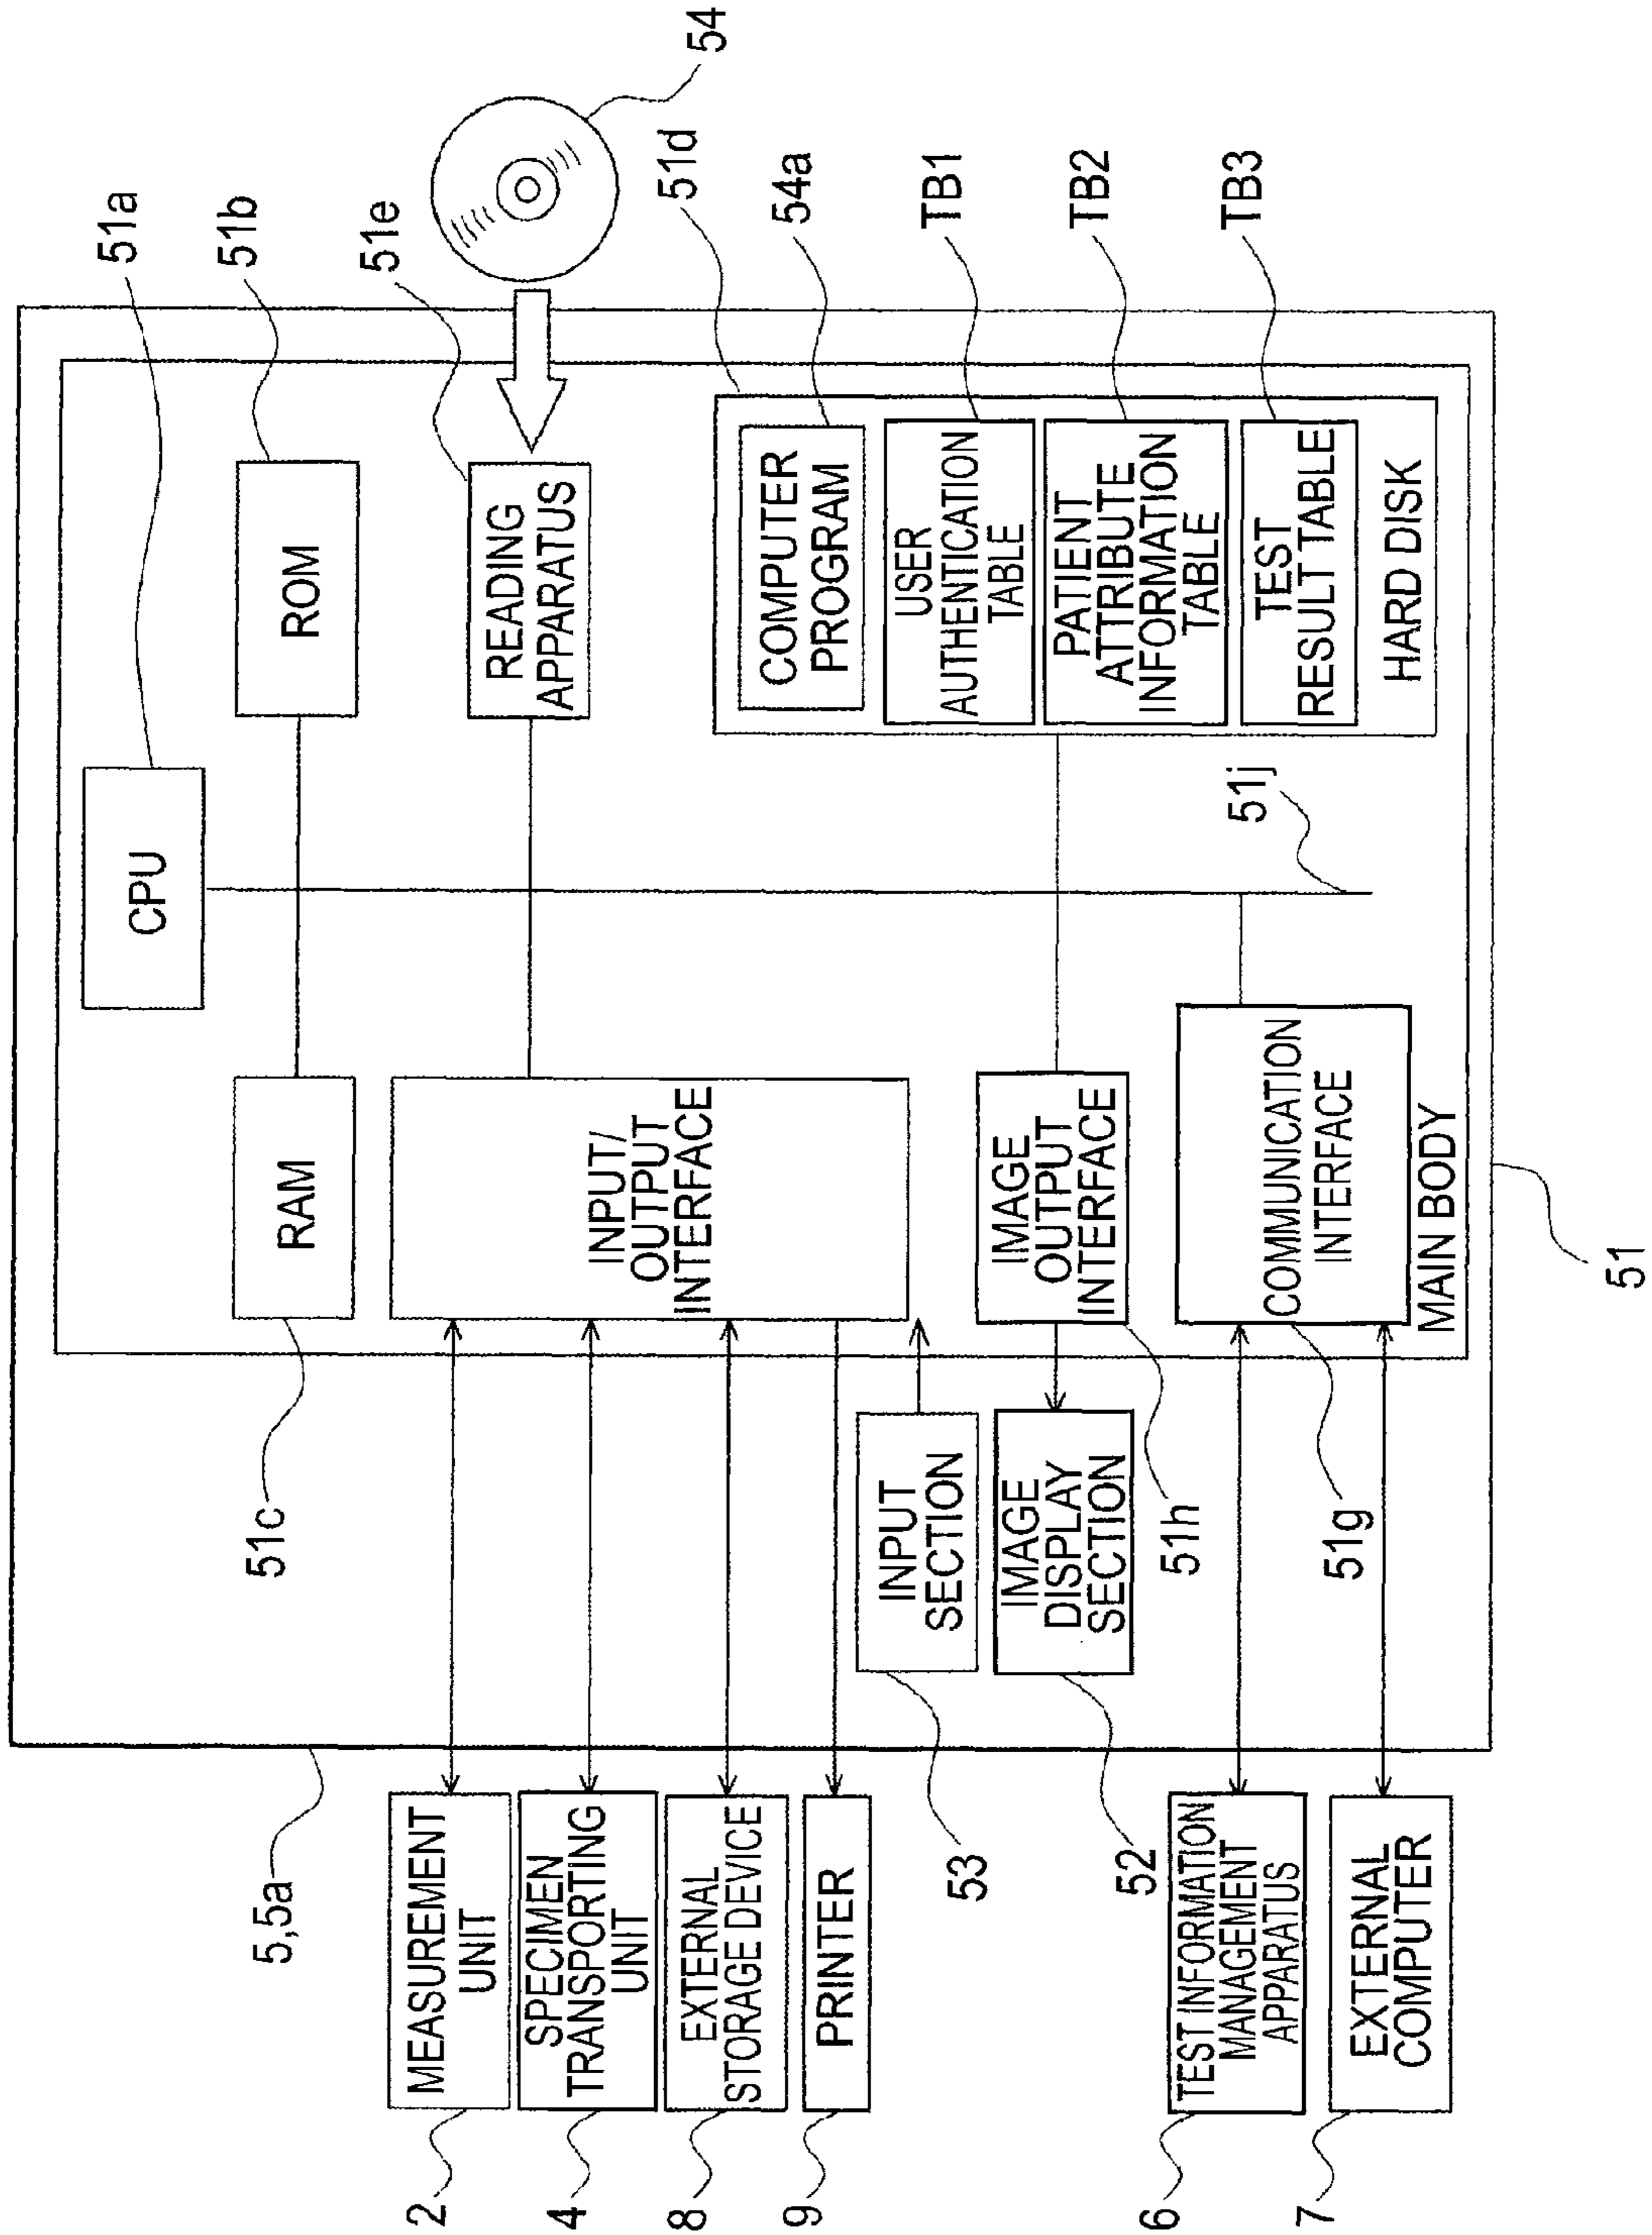 5,5a
51a
CPU
51c
RAM
ROM
51b
2
MEASUREMENT
UNIT
INPUT/
OUTPUT
INTERFACE
READING
APPARATUS
51e
54
4
SPECIMEN
TRANSPORTING
UNIT
8
EXTERNAL
STORAGE DEVICE
9
PRINTER
51d
COMPUTER
PROGRAM
54a
53
INPUT
SECTION
USER
AUTHENTICATION
TABLE
TB1
52
IMAGE
DISPLAY
SECTION
IMAGE
OUTPUT
INTERFACE
51h
PATIENT
ATTRIBUTE
INFORMATION
TABLE
TB2
6
TEST INFORMATION
MANAGEMENT
APPARATUS
COMMUNICATION
INTERFACE
51g
51j
TEST
RESULT TABLE
TB3
7
EXTERNAL
COMPUTER
MAIN BODY
HARD DISK
51